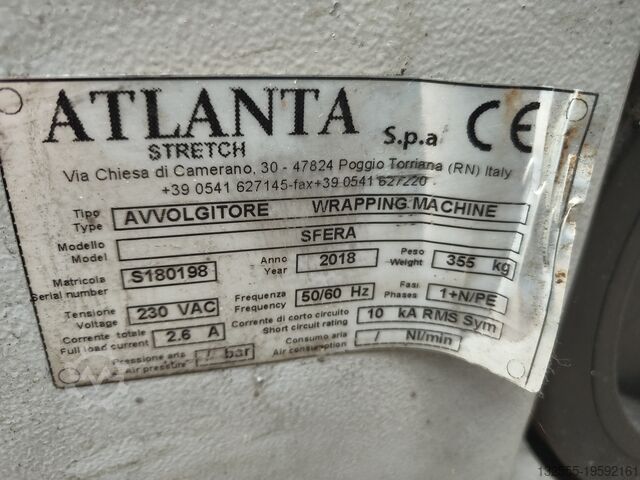 ATLANTA S.p.a CE
STRETCH
Via Chiesa di Camerano, 30 - 47824 Poggio Torriana (RN) Italy
+39 0541 627145-fax+39 0541 627220
Tipo
Type AVVOLGITORE WRAPPING MACHINE
Modello
Model SFERA
Matricola
Serial number S180198 Anno
Year 2018 Peso
Weight 355 kg
Tensione
Voltage 230 VAC Frequenza
Frequency 50/60 Hz Fasi
Phases 1+N/PE
Corrente totale
Full load current 2.6 A Corrente di corto circuito
Short circuit rating 10 kA RMS Sym
Pressione aria
Air pressure / bar Consumo aria
Air consumption / Nl/min
132555-19592161